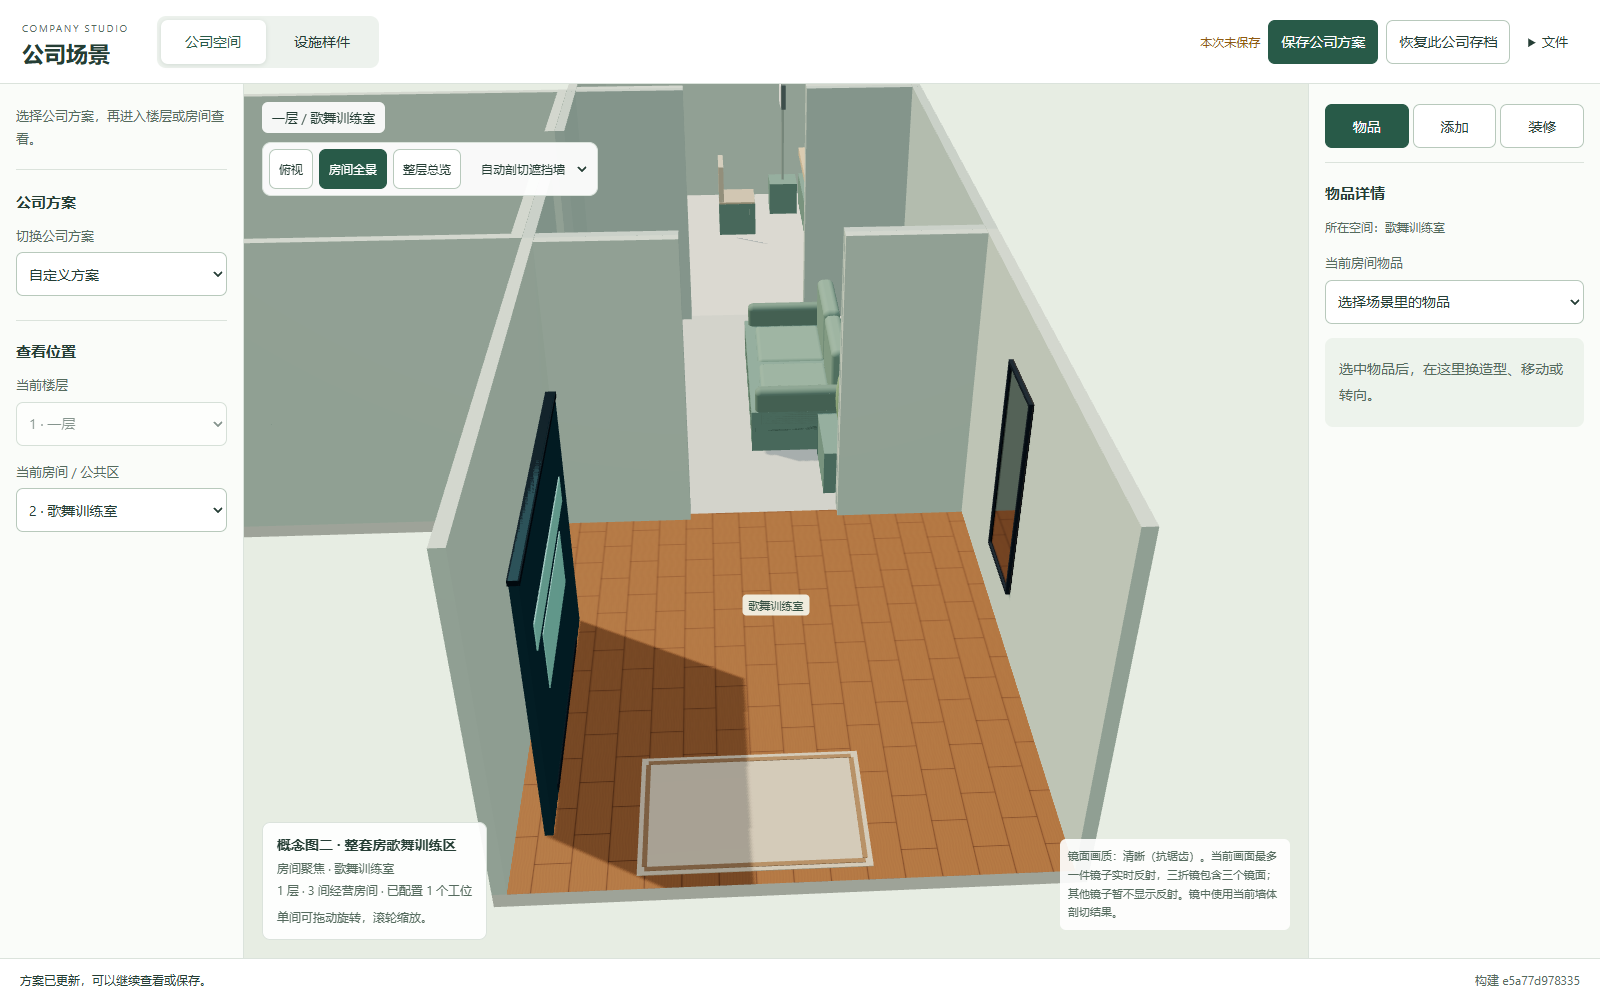 COMPANY STUDIO
公司场景
公司空间
设施样件
本次未保存
保存公司方案
恢复此公司存档
▶ 文件
选择公司方案，再进入楼层或房间查看。
公司方案
切换公司方案
自定义方案
查看位置
当前楼层
1 · 一层
当前房间 / 公共区
2 · 歌舞训练室
一层 / 歌舞训练室
俯视
房间全景
整层总览
自动剖切遮挡墙
歌舞训练室
概念图二 · 整套房歌舞训练区
房间聚焦 · 歌舞训练室
1 层 · 3 间经营房间 · 已配置 1 个工位
单间可拖动旋转，滚轮缩放。
镜面画质：清晰（抗锯齿）。当前画面最多
一件镜子实时反射，三折镜包含三个镜面；
其他镜子暂不显示反射。镜中使用当前墙体
剖切结果。
物品
添加
装修
物品详情
所在空间：歌舞训练室
当前房间物品
选择场景里的物品
选中物品后，在这里换造型、移动或
转向。
方案已更新，可以继续查看或保存。
构建 e5a77d978335